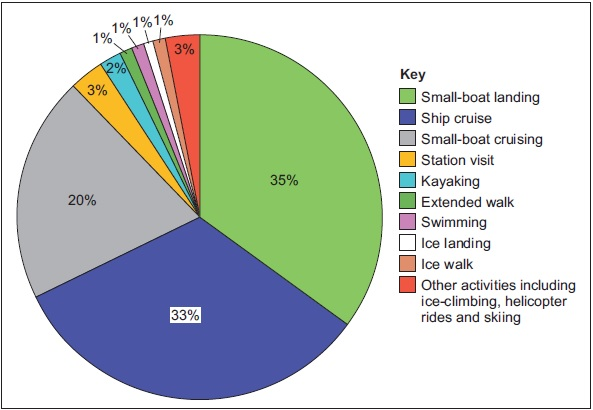 1%
1%
1%
1%
3%
2%
3%
35%
20%
33%
Key
Small-boat landing
Ship cruise
Small-boat cruising
Station visit
Kayaking
Extended walk
Swimming
Ice landing
Ice walk
Other activities including
ice-climbing, helicopter
rides and skiing